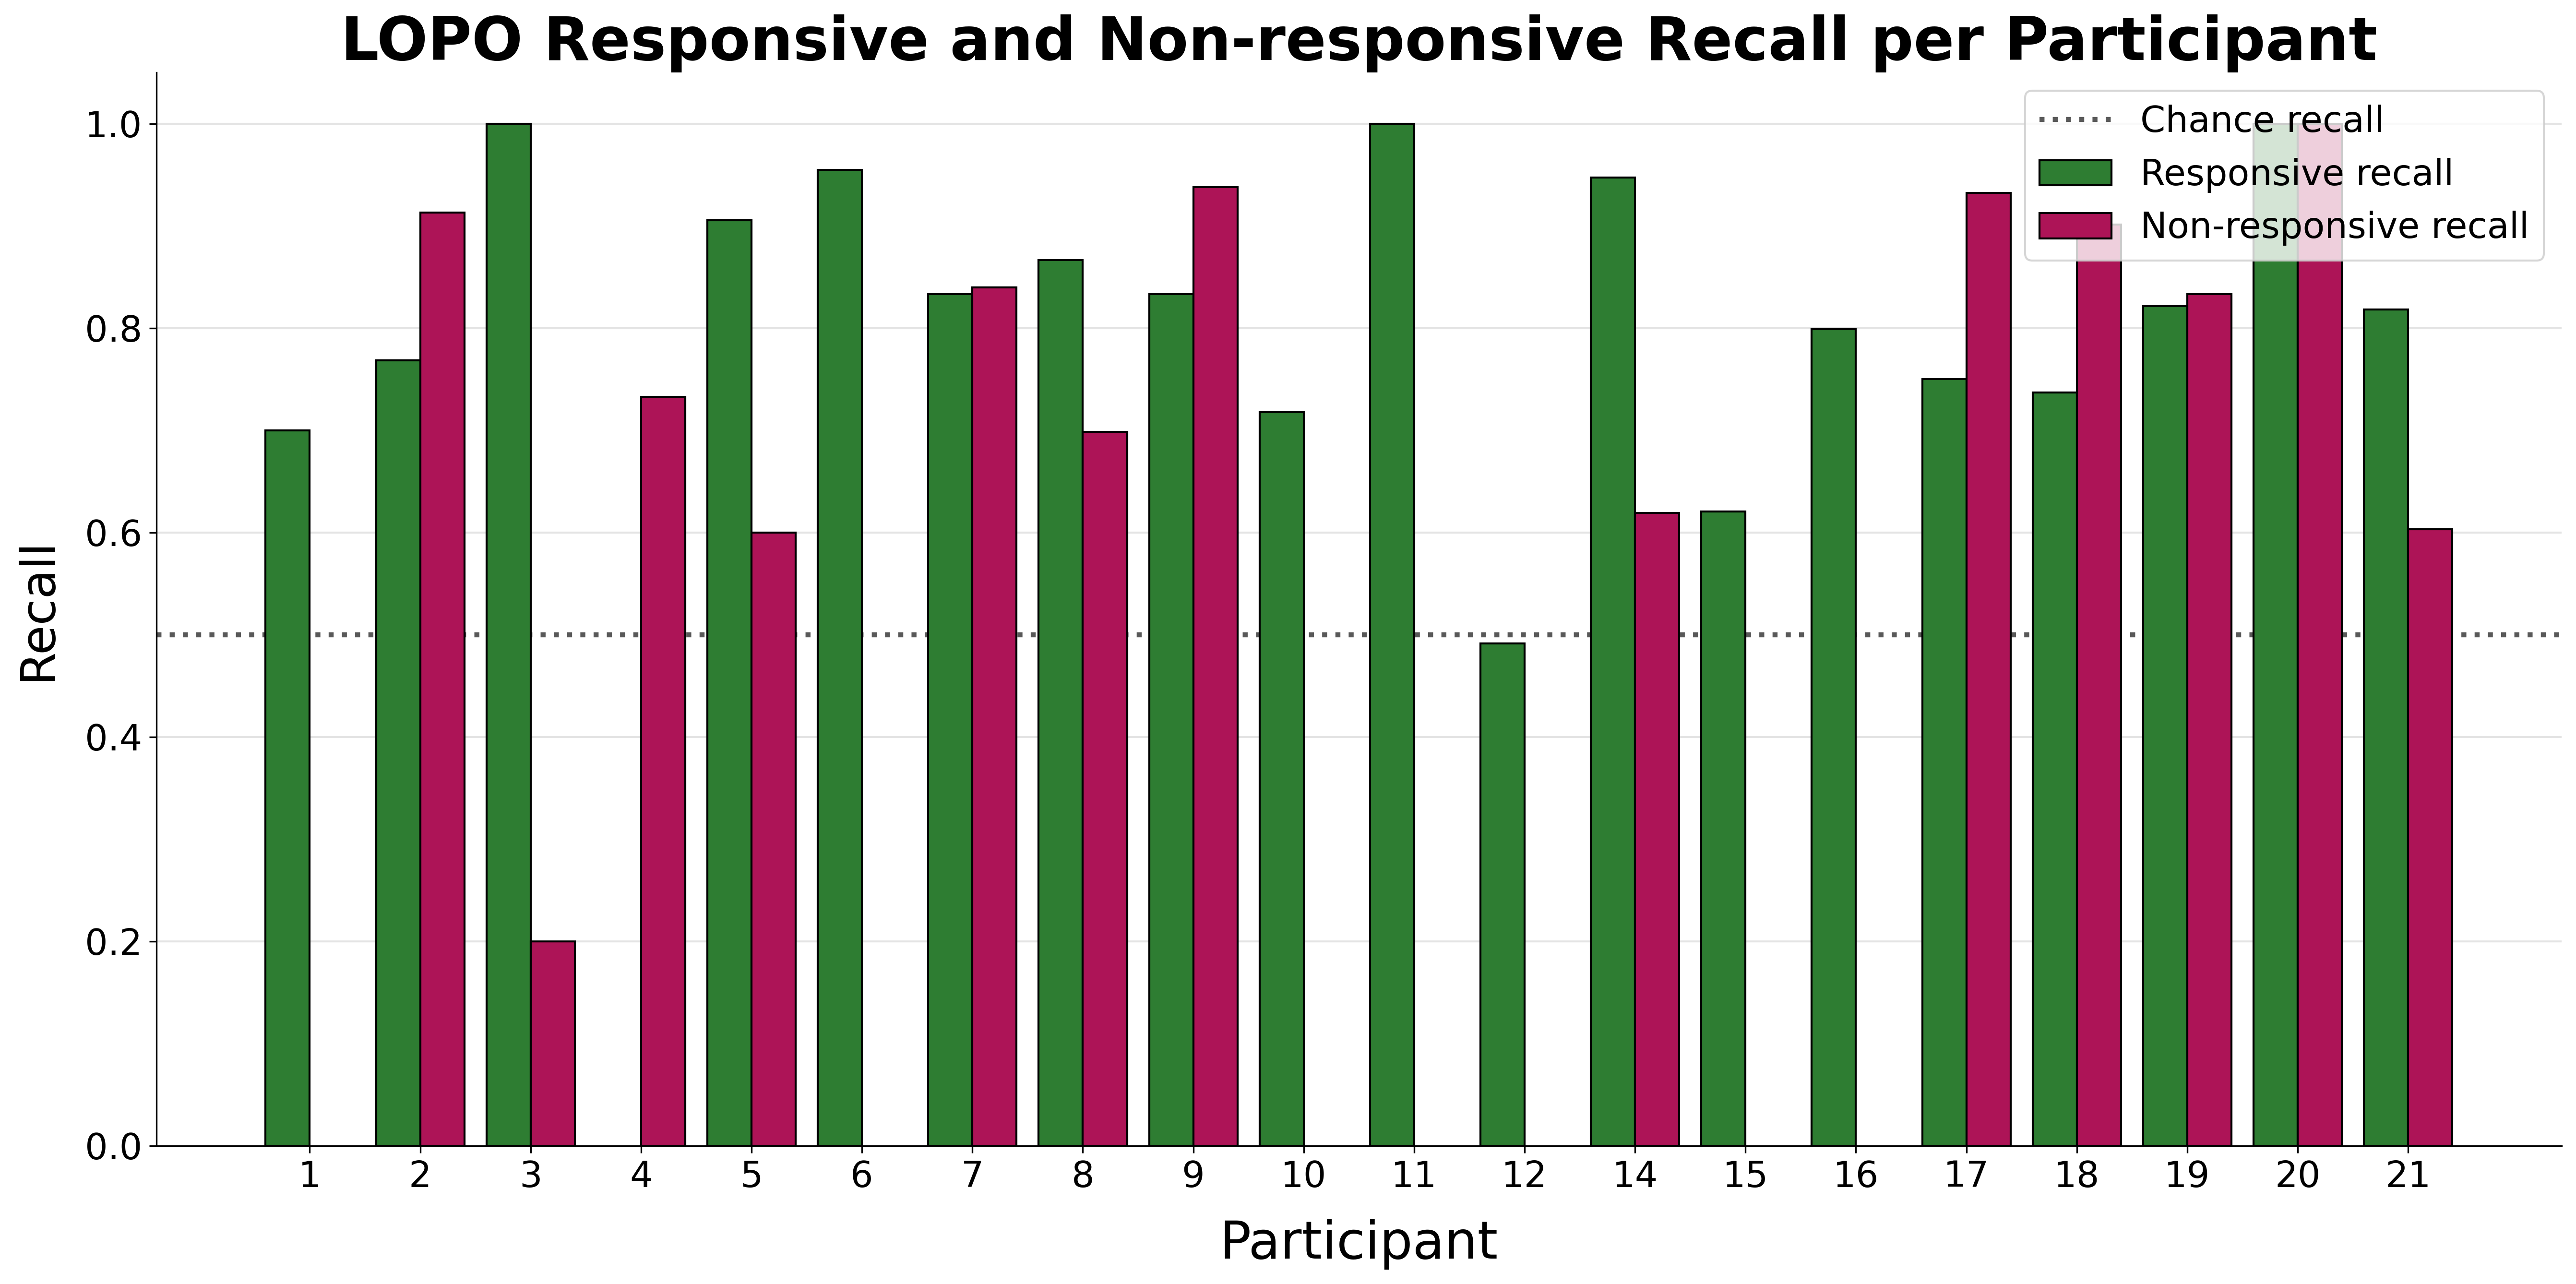 LOPO Responsive and Non-responsive Recall per Participant
Chance recall
Responsive recall
Non-responsive recall
Recall
1.0
0.8
0.6
0.4
0.2
0.0
1 2 3 4 5 6 7 8 9 10 11 12 14 15 16 17 18 19 20 21
Participant